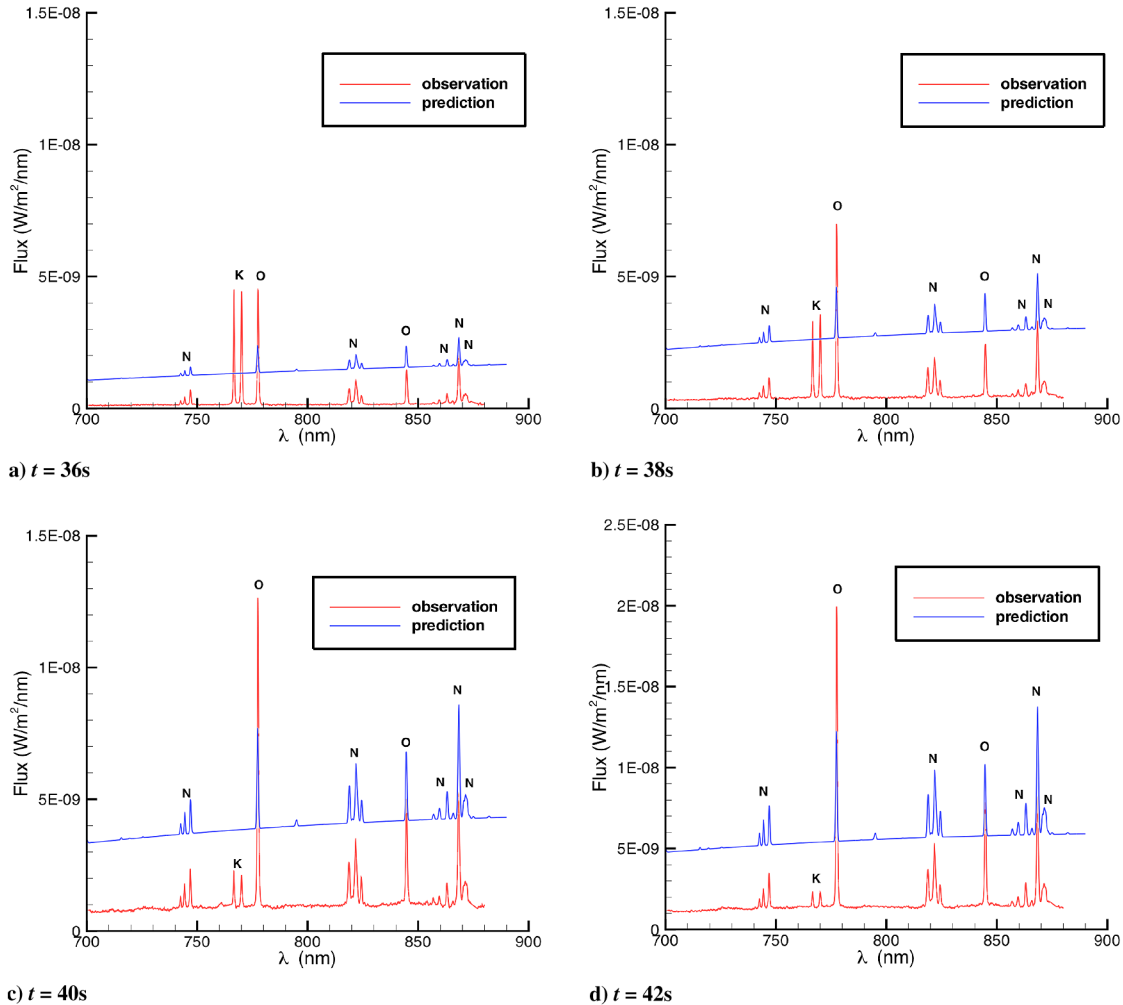 1.5E-08
1E-08
5E-09
0
Flux (W/m²/nm)
observation
prediction
N
K
O
N
O
N
N
N
700
750
800
850
900
λ (nm)
a) t = 36s
1.5E-08
1E-08
5E-09
0
Flux (W/m²/nm)
observation
prediction
N
K
O
N
O
N
N
N
700
750
800
850
900
λ (nm)
b) t = 38s
1.5E-08
1E-08
5E-09
0
Flux (W/m²/nm)
observation
prediction
N
K
O
N
O
N
N
N
700
750
800
850
900
λ (nm)
c) t = 40s
2.5E-08
2E-08
1.5E-08
1E-08
5E-09
0
Flux (W/m²/nm)
observation
prediction
N
K
O
N
O
N
N
N
700
750
800
850
900
λ (nm)
d) t = 42s